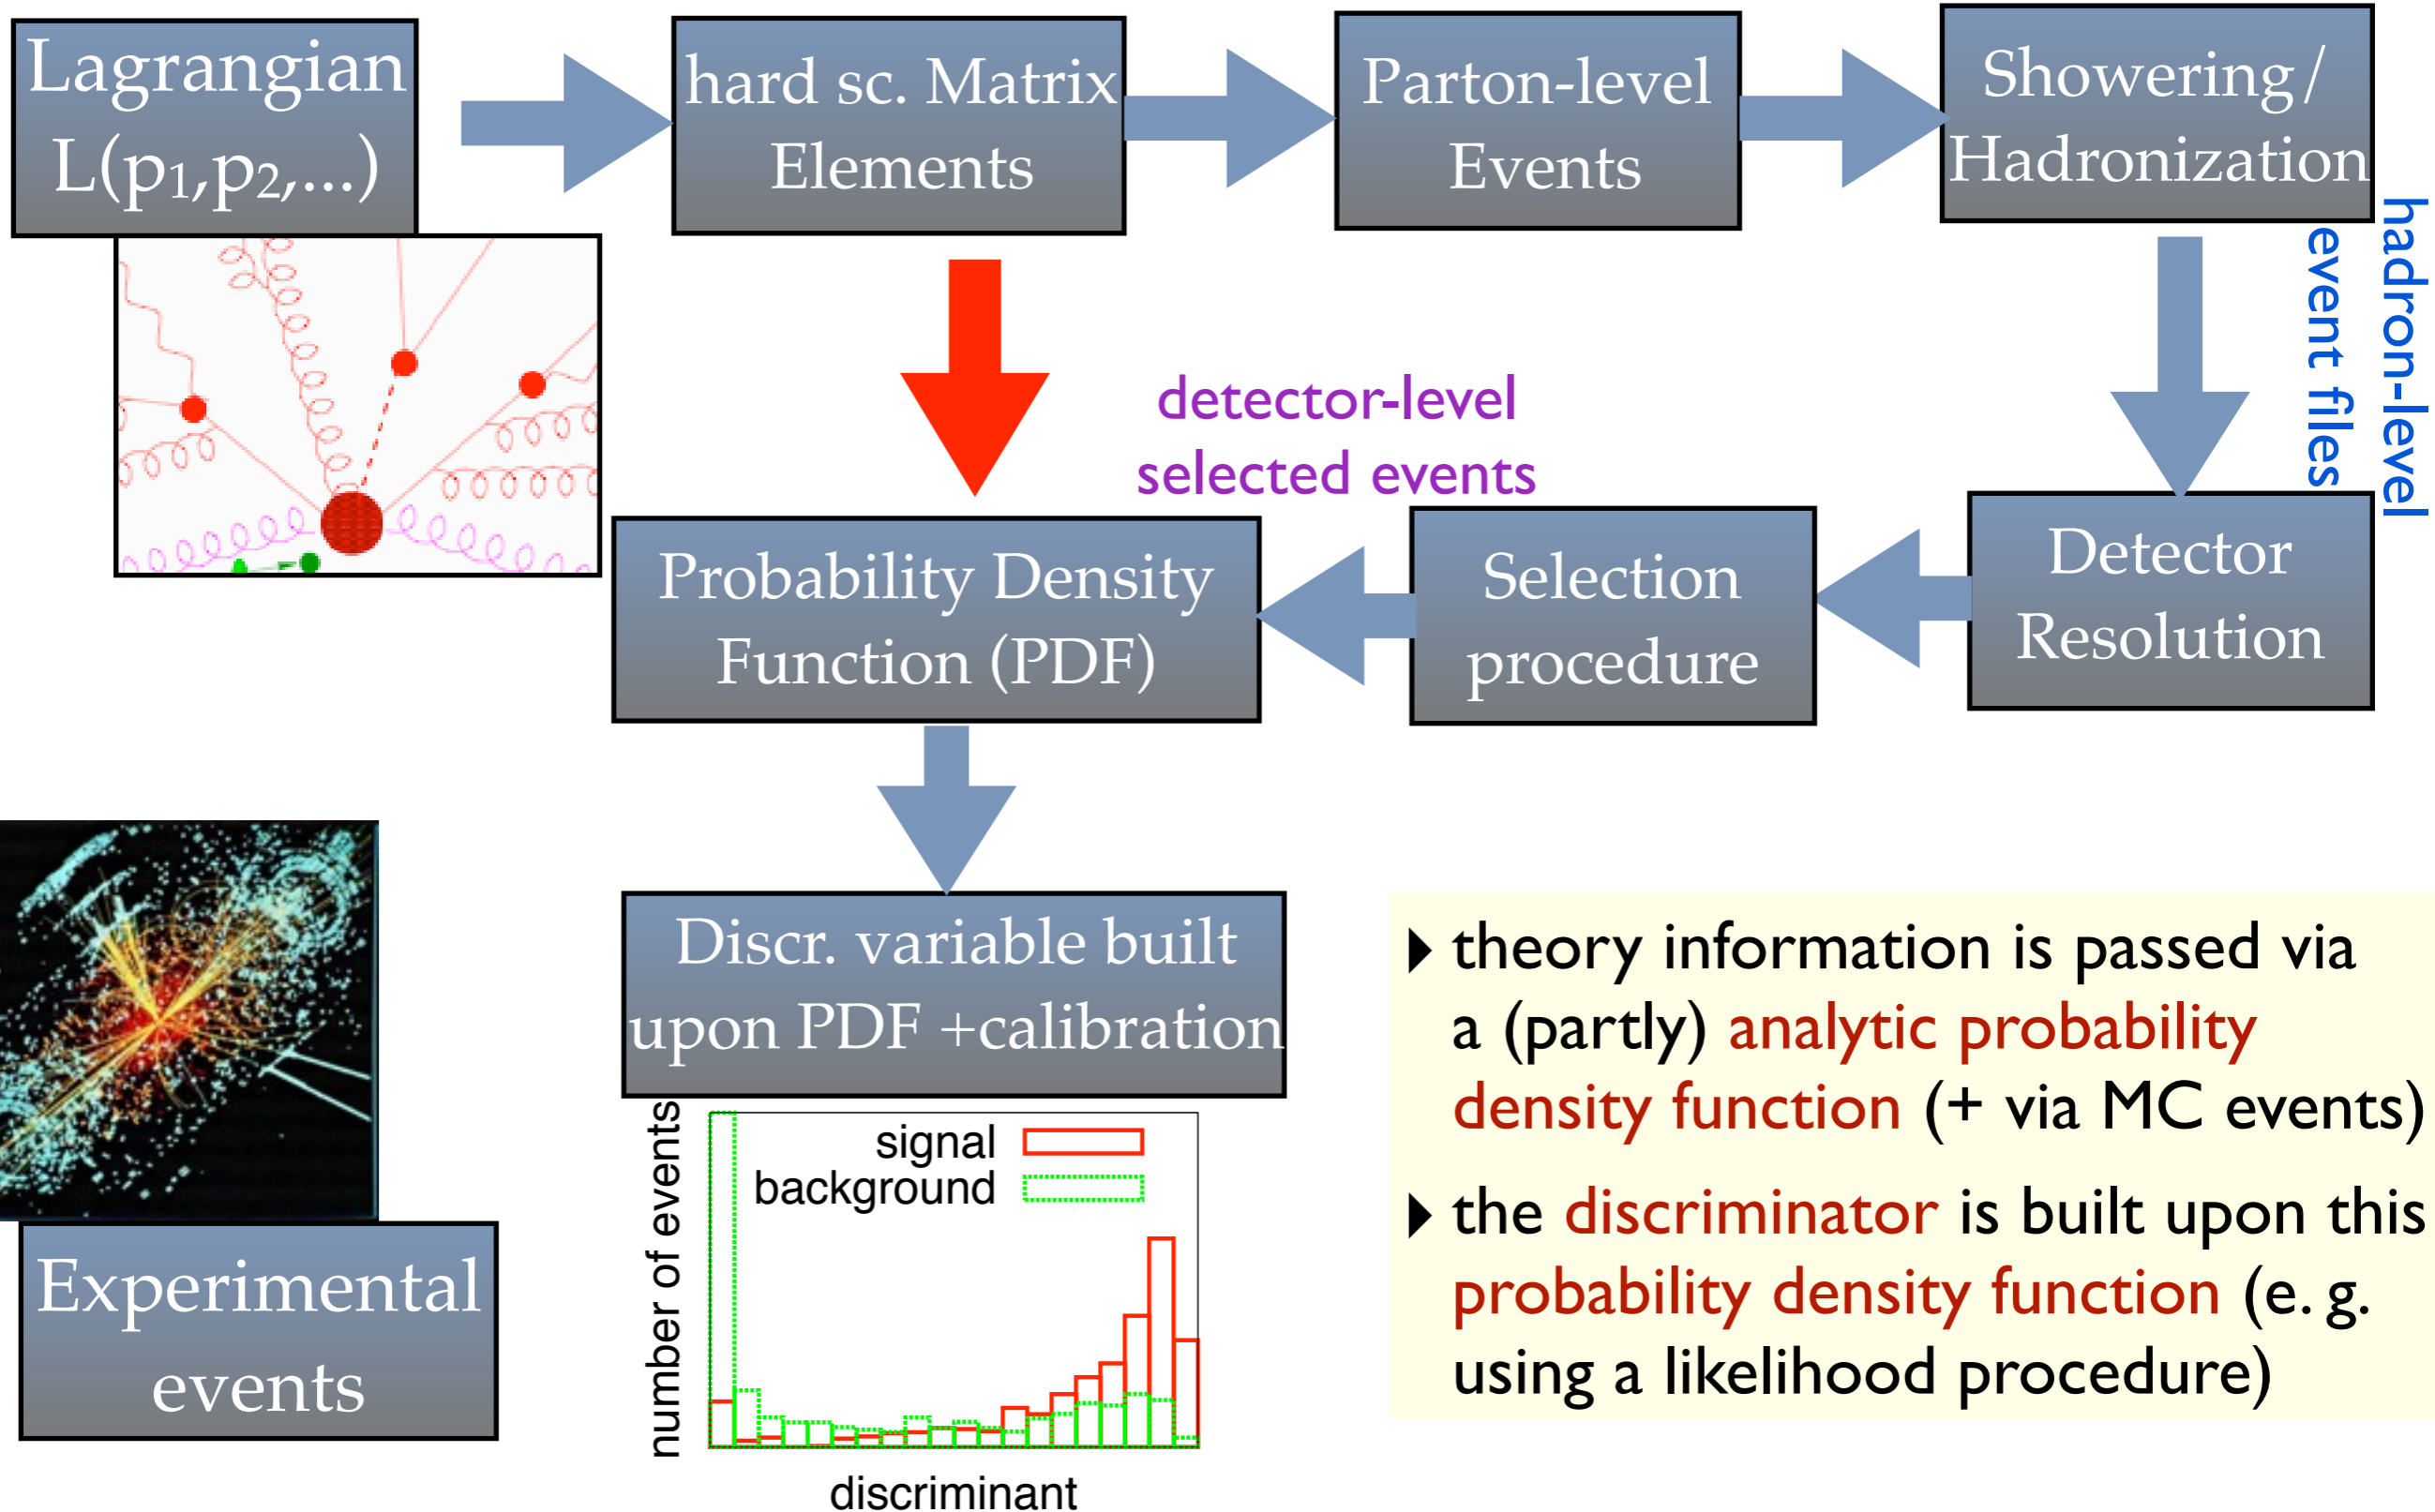 Lagrangian
L(p₁,p₂,...)
hard sc. Matrix
Elements
Parton-level
Events
Showering/
Hadronization
hadron-level
event files
detector-level
selected events
Probability Density
Function (PDF)
Selection
procedure
Detector
Resolution
Discr. variable built
upon PDF +calibration
Experimental
events
number of events
signal
background
discriminant
▸ theory information is passed via
a (partly) analytic probability
density function (+ via MC events)
▸ the discriminator is built upon this
probability density function (e. g.
using a likelihood procedure)